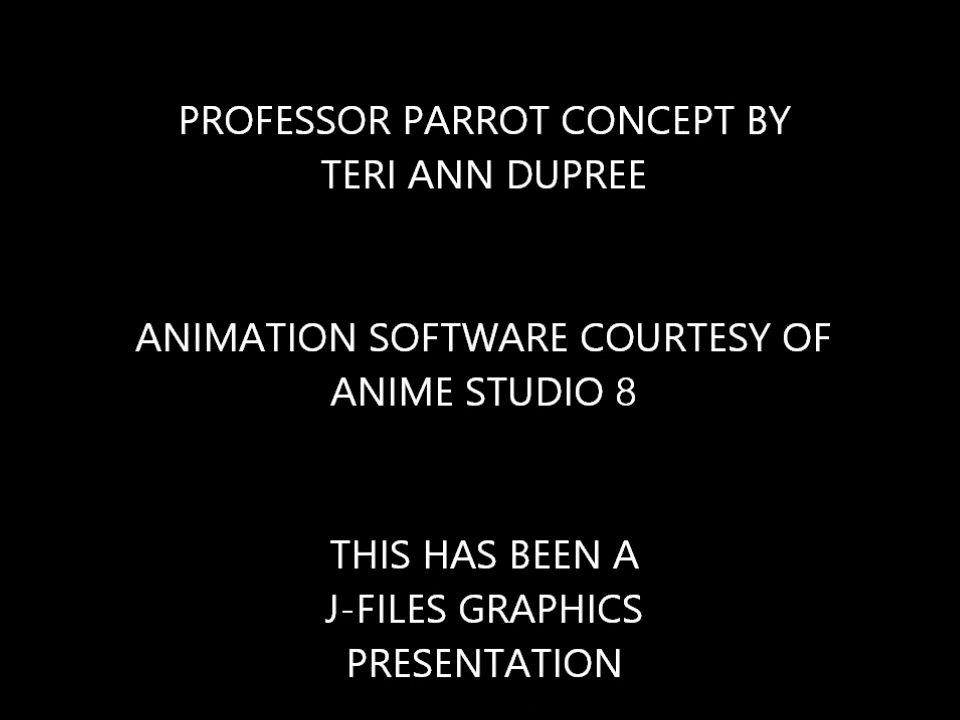 PROFESSOR PARROT CONCEPT BY
TERI ANN DUPREE
ANIMATION SOFTWARE COURTESY OF
ANIME STUDIO 8
THIS HAS BEEN A
J-FILES GRAPHICS
PRESENTATION